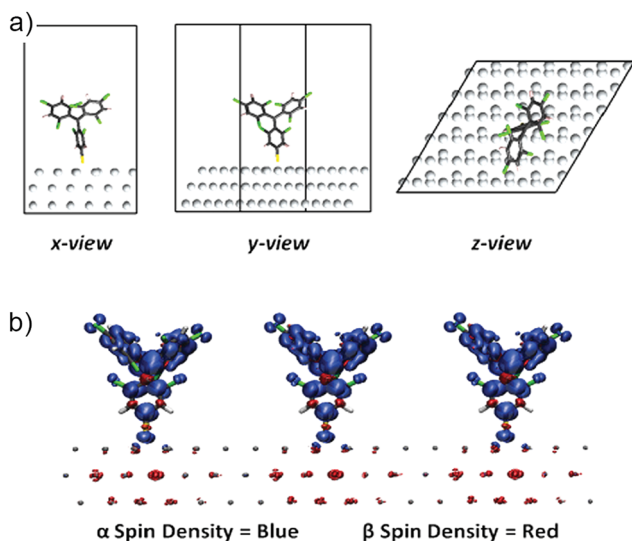 a)
x-view y-view z-view
b)
α Spin Density = Blue β Spin Density = Red